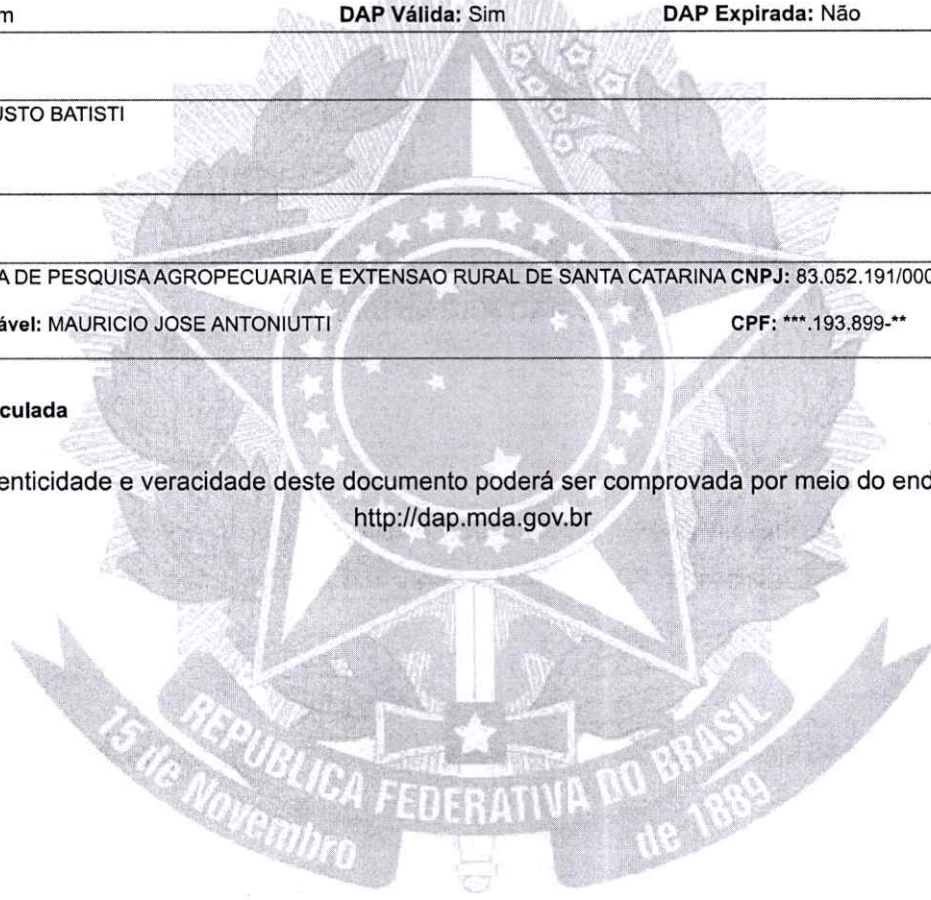 m DAP Válida: Sim DAP Expirada: Não
USTO BATISTI
A DE PESQUISA AGROPECUARIA E EXTENSAO RURAL DE SANTA CATARINA CNPJ: 83.052.191/000
ável: MAURICIO JOSE ANTONIUTTI CPF: ***.193.899-**
culada
enticidade e veracidade deste documento poderá ser comprovada por meio do end
http://dap.mda.gov.br
REPUBLICA FEDERATIVA DO BRASIL
15 de Novembro de 1889